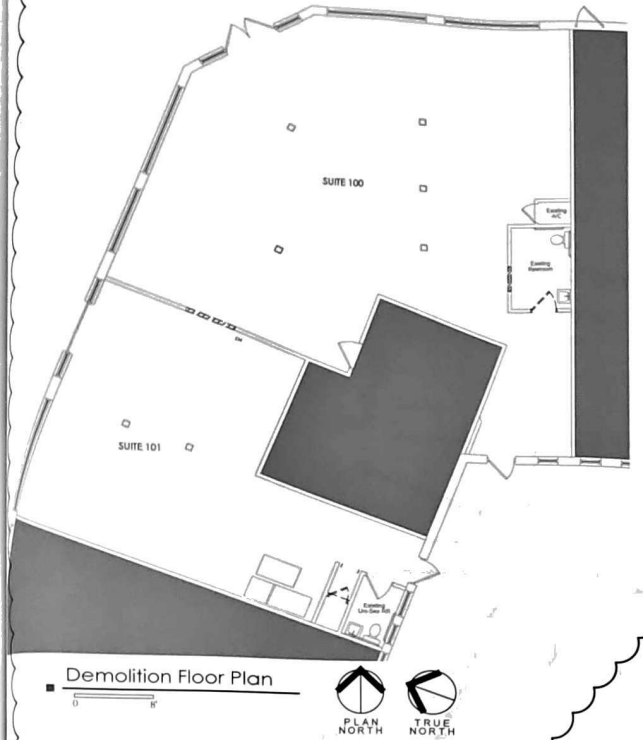 SUITE 100
Existing
A/C
Existing
Restroom
SUITE 101
Existing
Demolition Floor Plan
0
8'
PLAN
NORTH
TRUE
NORTH